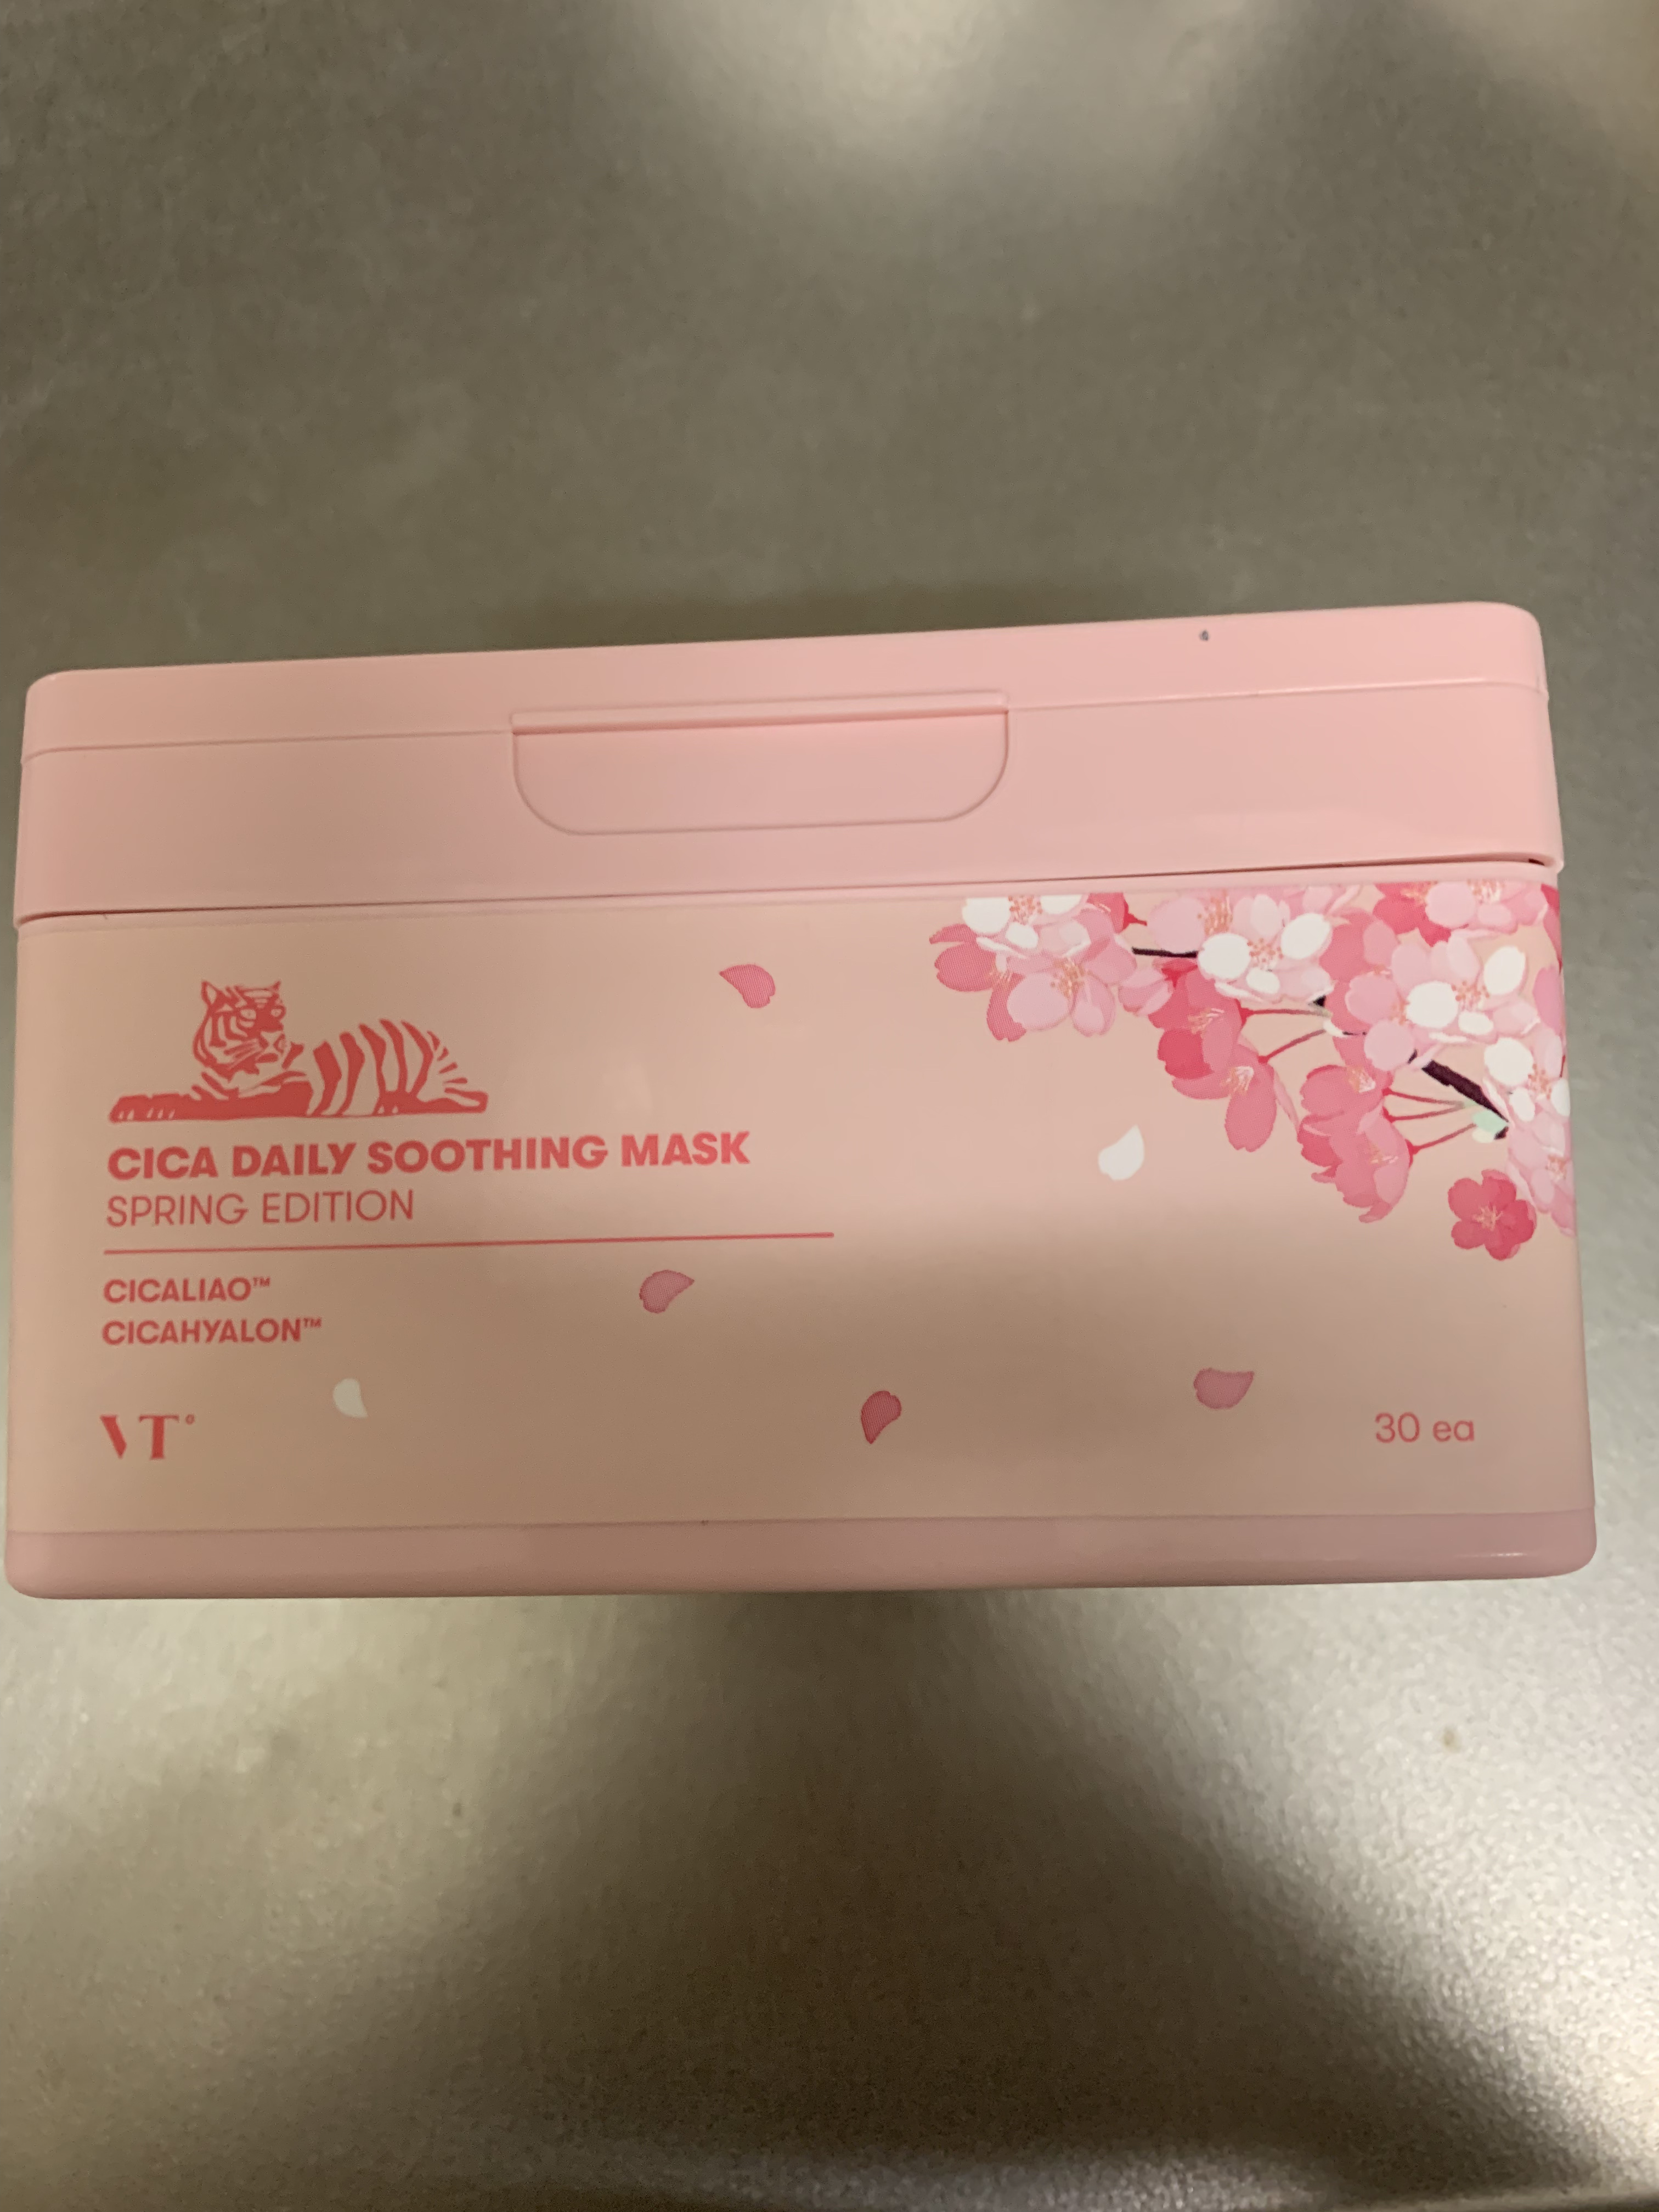 CICA DAILY SOOTHING MASK
SPRING EDITION
CICALIAO™
CICAHYALON™
VT°
30 ea